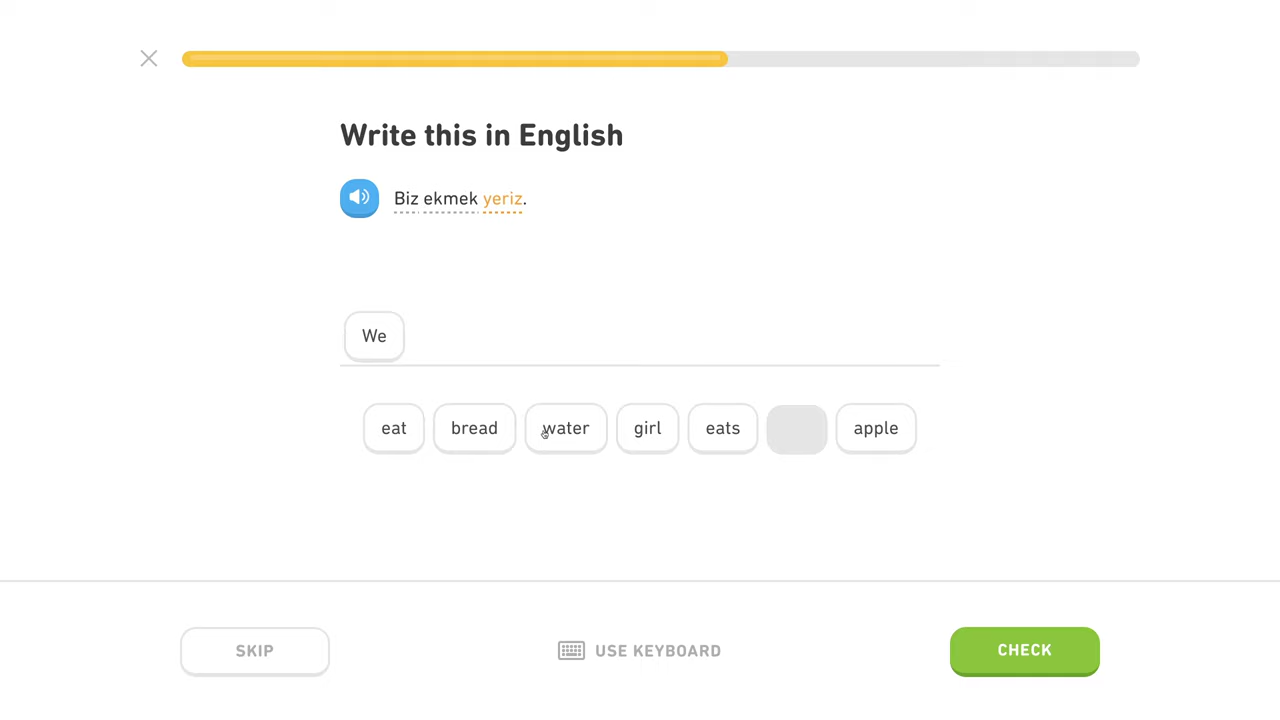 Write this in English
Biz ekmek yeriz.
We
eat bread water girl eats apple
SKIP USE KEYBOARD CHECK